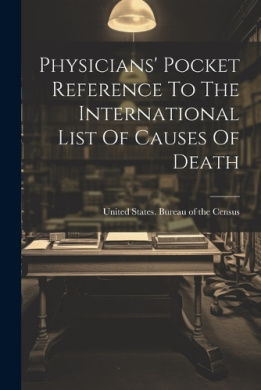 Physicians' Pocket
Reference To The
International
List Of Causes Of
Death
United States. Bureau of the Census